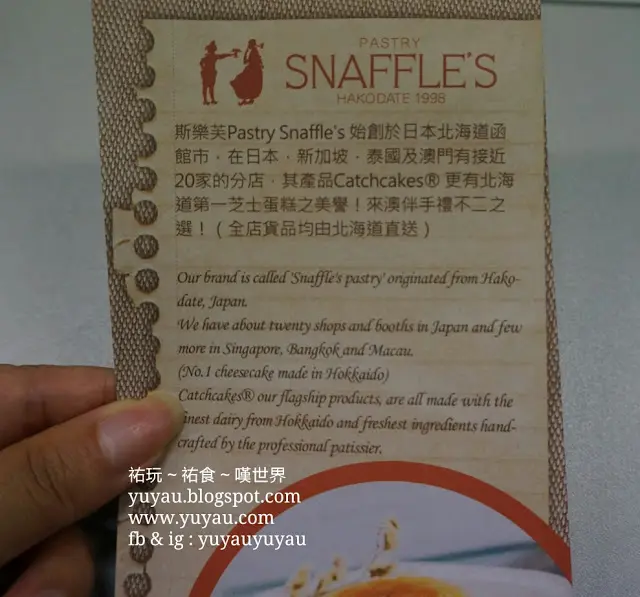 PASTRY
SNAFFLE'S
HAKODATE 1998
斯樂芙Pastry Snaffle's 始創於日本北海道函
館市，在日本，新加坡，泰國及澳門有接近
20家的分店，其產品Catchcakes® 更有北海
道第一芝士蛋糕之美譽！來澳伴手禮不二之
選！（全店貨品均由北海道直送）
Our brand is called 'Snaffle's pastry' originated from Hako-
date, Japan.
We have about twenty shops and booths in Japan and few
more in Singapore, Bangkok and Macau.
(No.1 cheesecake made in Hokkaido)
Catchcakes® our flagship products, are all made with the
finest dairy from Hokkaido and freshest ingredients hand-
crafted by the professional patissier.
祐玩～祐食～嘆世界
yuyau.blogspot.com
www.yuyau.com
fb & ig : yuyauyuyau